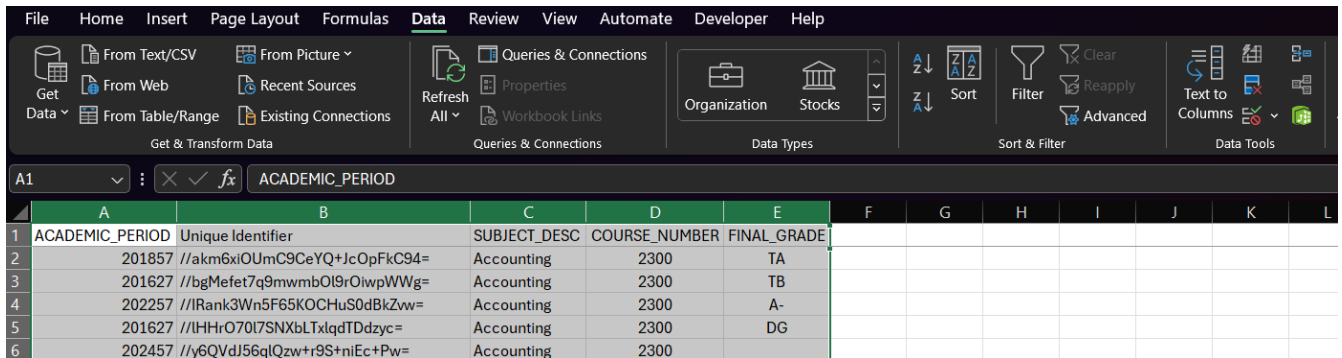 File Home Insert Page Layout Formulas Data Review View Automate Developer Help
From Text/CSV From Picture Queries & Connections Clear
From Web Recent Sources Properties Reapply
From Table/Range Existing Connections Workbook Links Advanced
Get Data Refresh All Organization Stocks Sort Filter Text to Columns
Get & Transform Data Queries & Connections Data Types Sort & Filter Data Tools
A1 fx ACADEMIC_PERIOD
A B C D E F G H I J K L
1 ACADEMIC_PERIOD Unique Identifier SUBJECT_DESC COURSE_NUMBER FINAL_GRADE
2 201857 //akm6xiOUmC9CeYQ+JcOpFkC94= Accounting 2300 TA
3 201627 //bgMefet7q9mwmbOl9rOiwpWWg= Accounting 2300 TB
4 202257 //lRank3Wn5F65KOCHuS0dBkZvw= Accounting 2300 A-
5 201627 //lHHrO70l7SNXbLTxlqdTDdzyc= Accounting 2300 DG
6 202457 //y6QVdJ56qlQzw+r9S+niEc+Pw= Accounting 2300